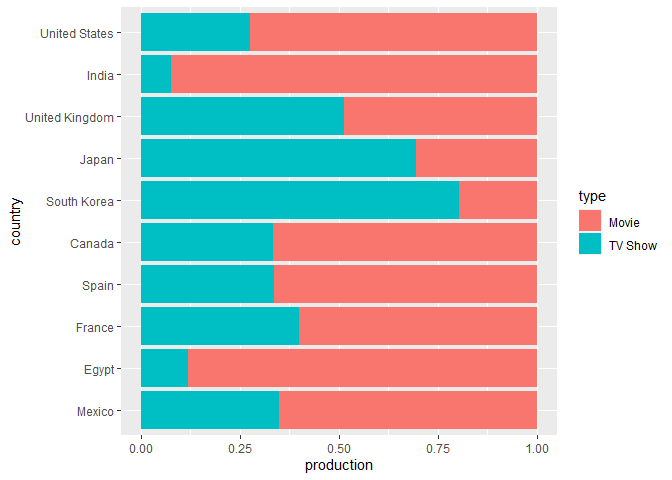 United States
India
United Kingdom
Japan
South Korea
Canada
Spain
France
Egypt
Mexico
country
0.00 0.25 0.50 0.75 1.00
production
type
Movie
TV Show